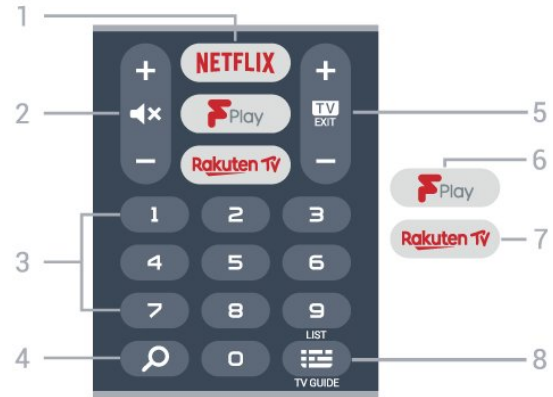 1
NETFLIX
+ +
2
TV
EXIT
5
F Play
- -
Rakuten TV
6
F Play
7
Rakuten TV
3
1 2 3
4 5 6
7 8 9
LIST
4
0
8
TV GUIDE